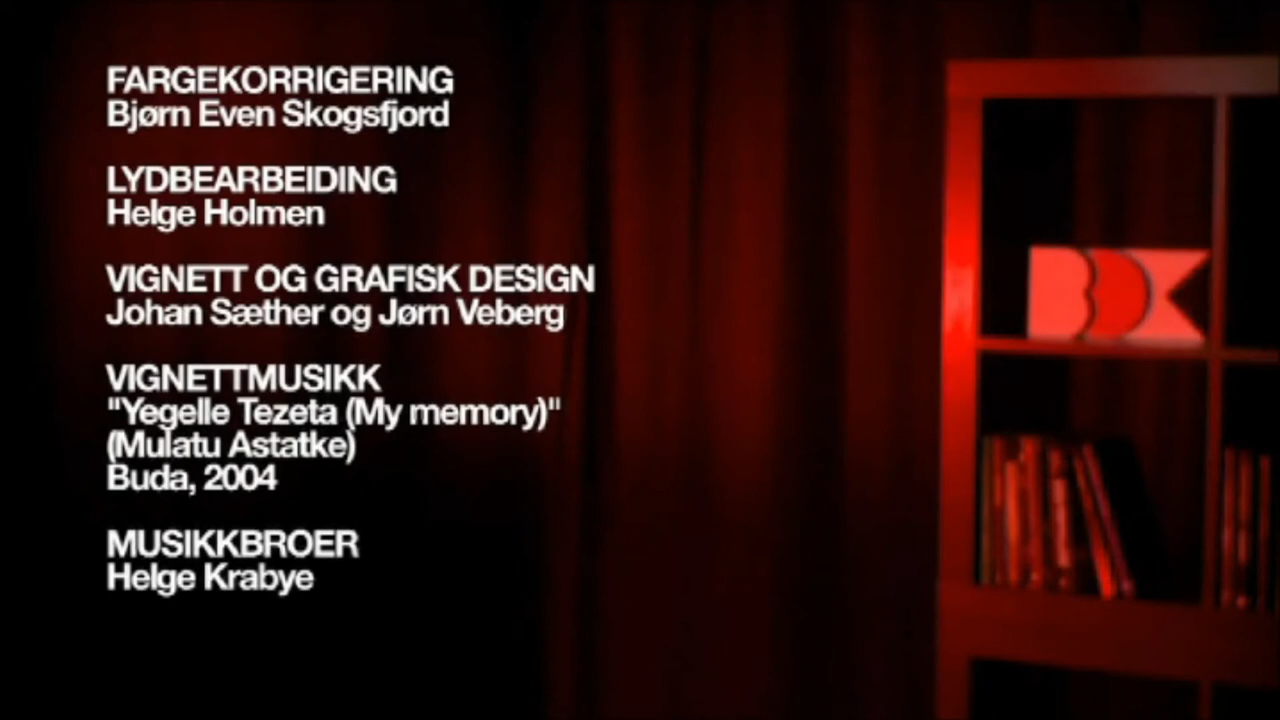 FARGEKORRIGERING
Bjørn Even Skogsfjord
LYDBEARBEIDING
Helge Holmen
VIGNETT OG GRAFISK DESIGN
Johan Sæther og Jørn Veberg
VIGNETTMUSIKK
"Yegelle Tezeta (My memory)"
(Mulatu Astatke)
Buda, 2004
MUSIKKBROER
Helge Krabye
BDK